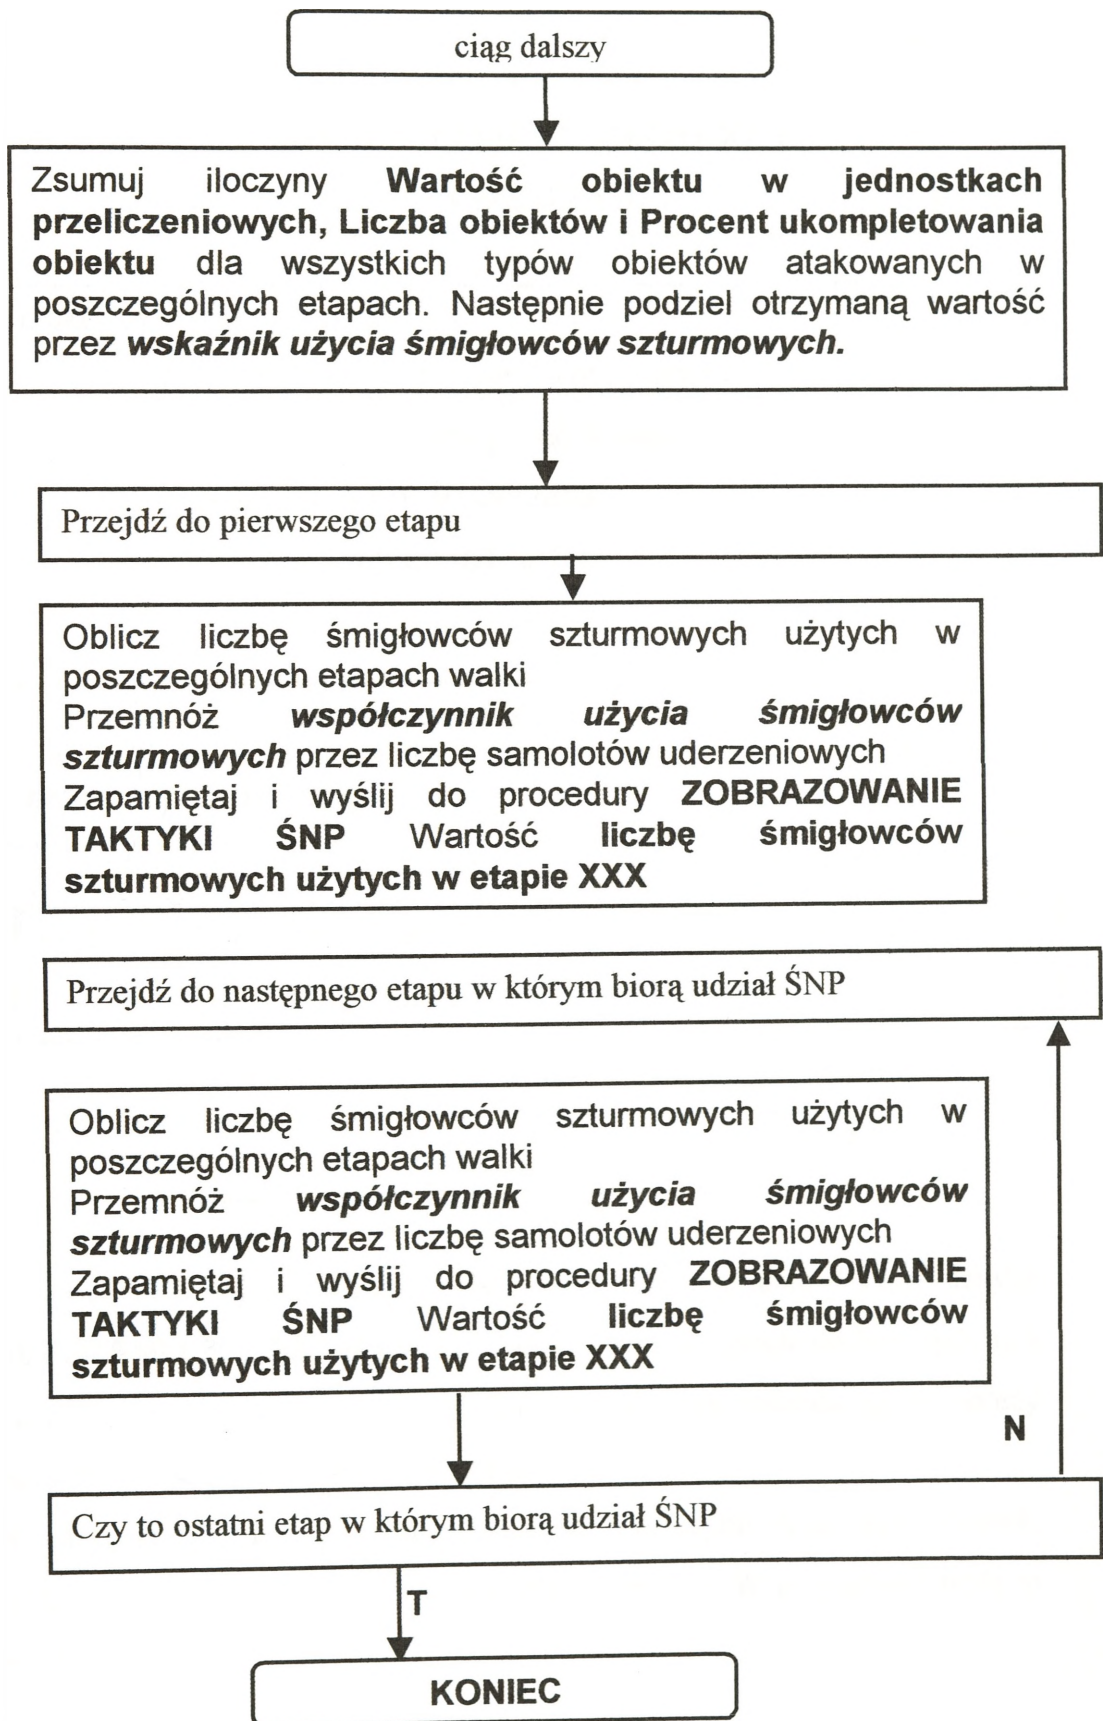 ciąg dalszy
Zsumuj iloczyny Wartość obiektu w jednostkach
przeliczeniowych, Liczba obiektów i Procent ukompletowania
obiektu dla wszystkich typów obiektów atakowanych w
poszczególnych etapach. Następnie podziel otrzymaną wartość
przez wskaźnik użycia śmigłowców szturmowych.
Przejdź do pierwszego etapu
Oblicz liczbę śmigłowców szturmowych użytych w
poszczególnych etapach walki
Przemnóż współczynnik użycia śmigłowców
szturmowych przez liczbę samolotów uderzeniowych
Zapamiętaj i wyślij do procedury ZOBRAZOWANIE
TAKTYKI ŚNP Wartość liczbę śmigłowców
szturmowych użytych w etapie XXX
Przejdź do następnego etapu w którym biorą udział ŚNP
Oblicz liczbę śmigłowców szturmowych użytych w
poszczególnych etapach walki
Przemnóż współczynnik użycia śmigłowców
szturmowych przez liczbę samolotów uderzeniowych
Zapamiętaj i wyślij do procedury ZOBRAZOWANIE
TAKTYKI ŚNP Wartość liczbę śmigłowców
szturmowych użytych w etapie XXX
N
Czy to ostatni etap w którym biorą udział ŚNP
T
KONIEC